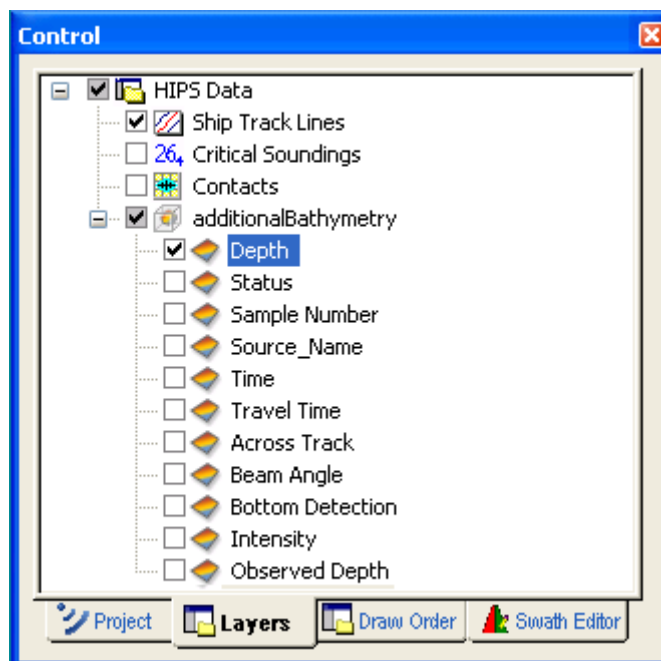 Control
HIPS Data
Ship Track Lines
26₄ Critical Soundings
Contacts
additionalBathymetry
Depth
Status
Sample Number
Source_Name
Time
Travel Time
Across Track
Beam Angle
Bottom Detection
Intensity
Observed Depth
Project Layers Draw Order Swath Editor